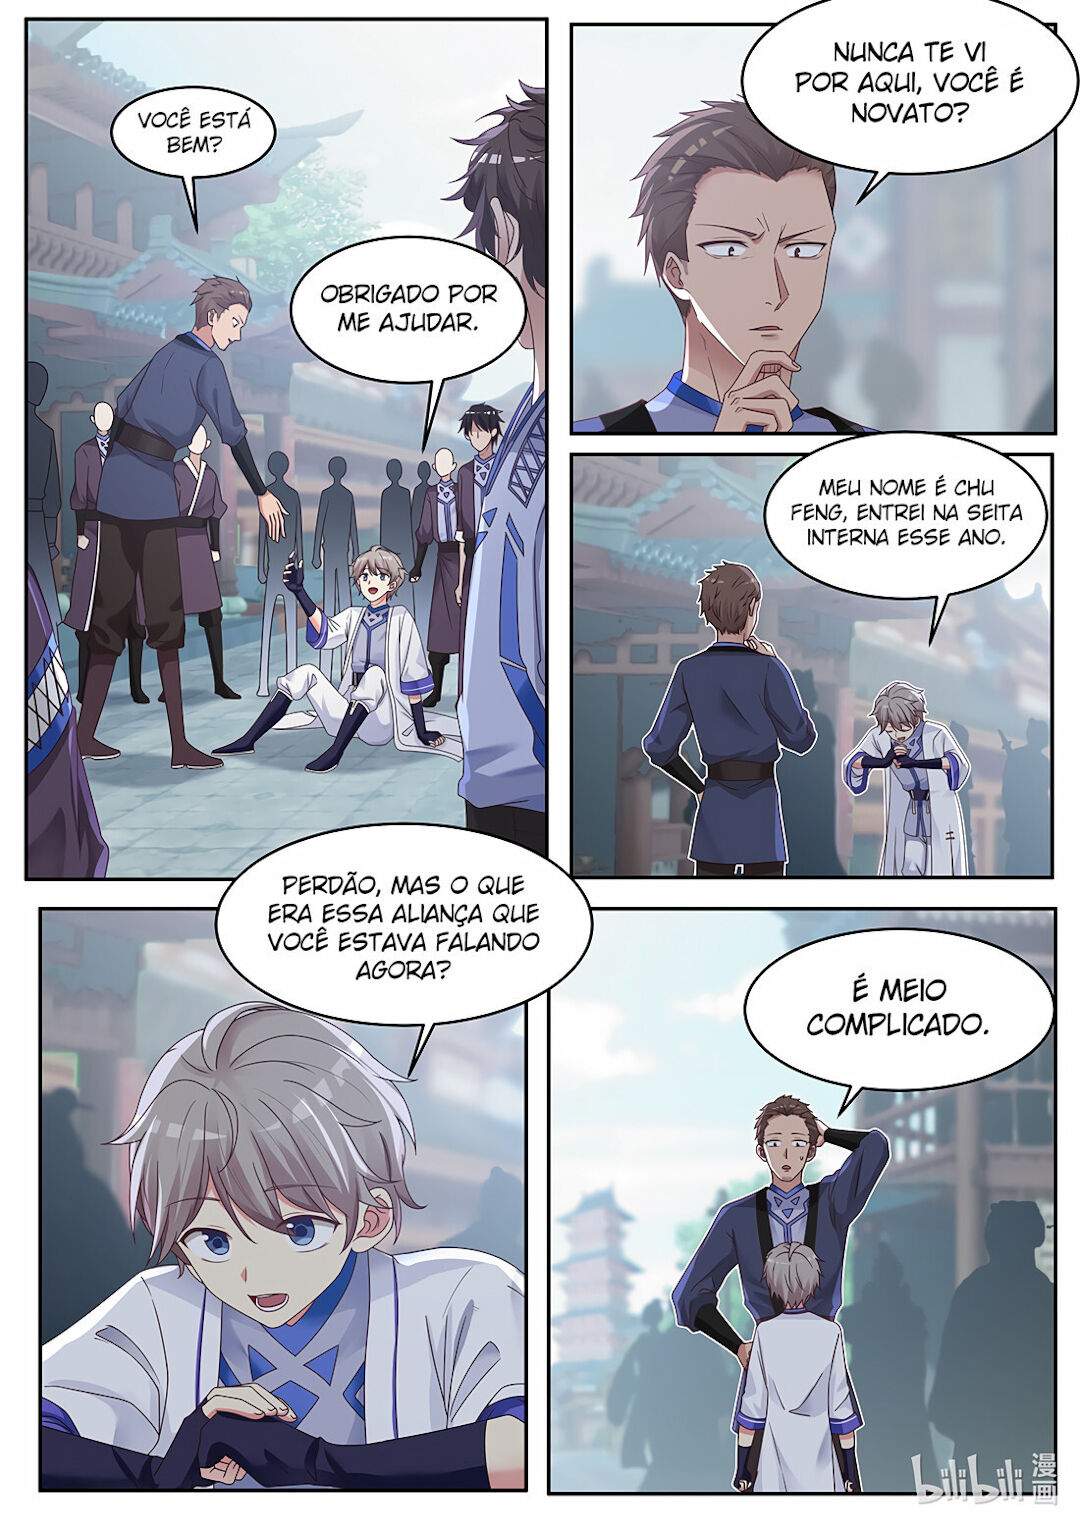 VOCÊ ESTÁ
BEM?
OBRIGADO POR
ME AJUDAR.
NUNCA TE VI
POR AQUI, VOCÊ É
NOVATO?
MEU NOME É CHU
FENG, ENTREI NA SEITA
INTERNA ESSE ANO.
PERDÃO, MAS O QUE
ERA ESSA ALIANÇA QUE
VOCÊ ESTAVA FALANDO
AGORA?
É MEIO
COMPLICADO.
bilibili 漫画